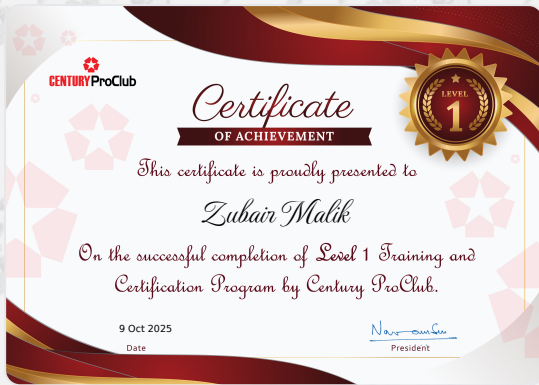 CENTURY ProClub
Certificate
OF ACHIEVEMENT
LEVEL
1
This certificate is proudly presented to
Zubair Malik
On the successful completion of Level 1 Training and
Certification Program by Century ProClub.
9 Oct 2025
Date
President